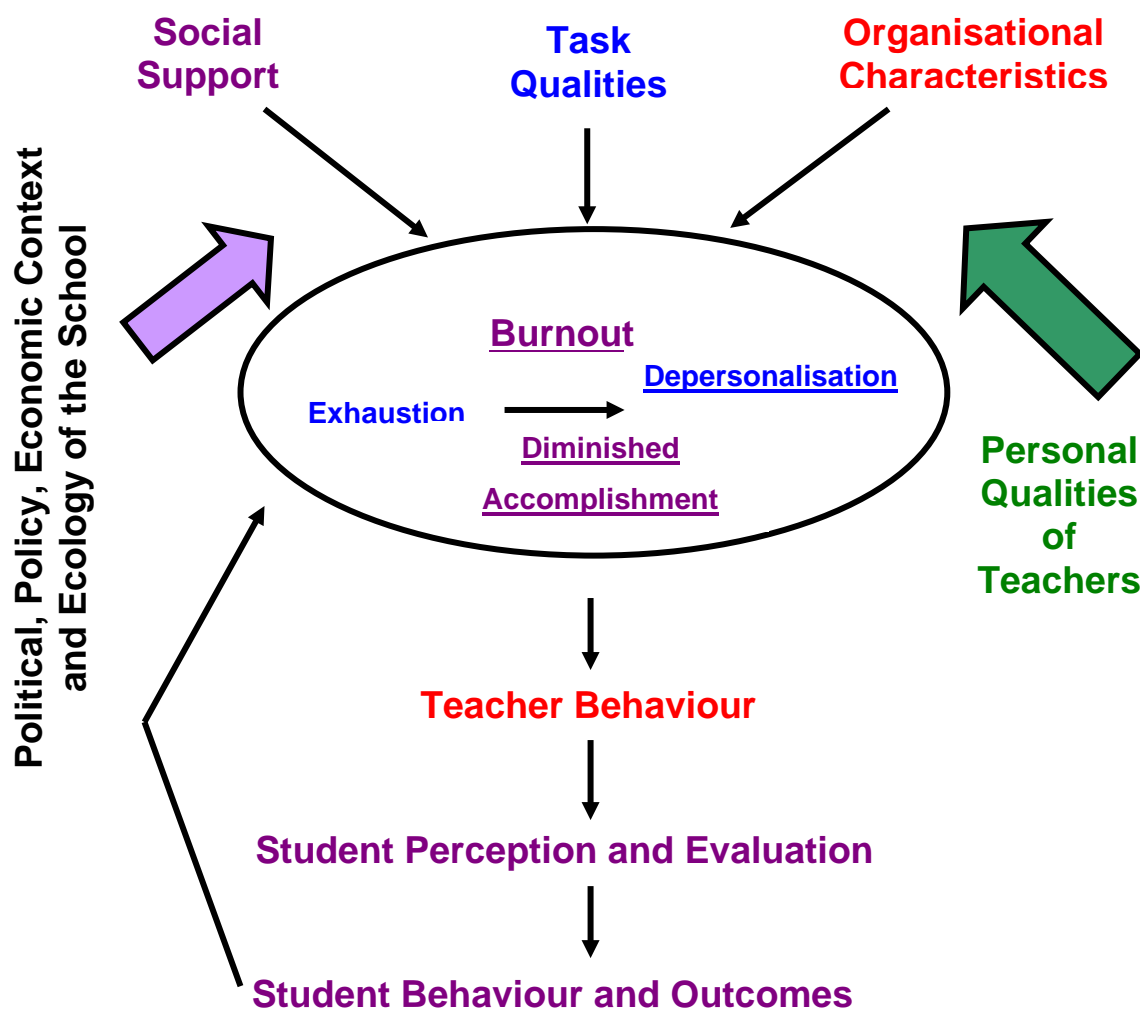 Social
Support
Task
Qualities
Organisational
Characteristics
Political, Policy, Economic Context
and Ecology of the School
Burnout
Depersonalisation
Exhaustion
Diminished
Accomplishment
Personal
Qualities
of
Teachers
Teacher Behaviour
Student Perception and Evaluation
Student Behaviour and Outcomes